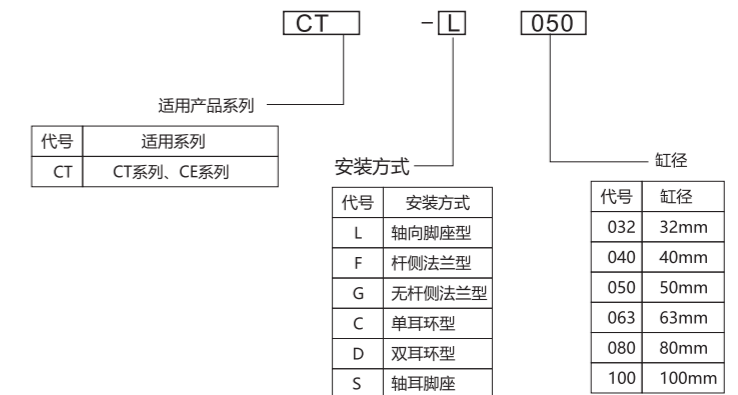 CT -L 050
适用产品系列
代号 适用系列
CT CT系列、CE系列
安装方式
代号 安装方式
L 轴向脚座型
F 杆侧法兰型
G 无杆侧法兰型
C 单耳环型
D 双耳环型
S 轴耳脚座
缸径
代号 缸径
032 32mm
040 40mm
050 50mm
063 63mm
080 80mm
100 100mm